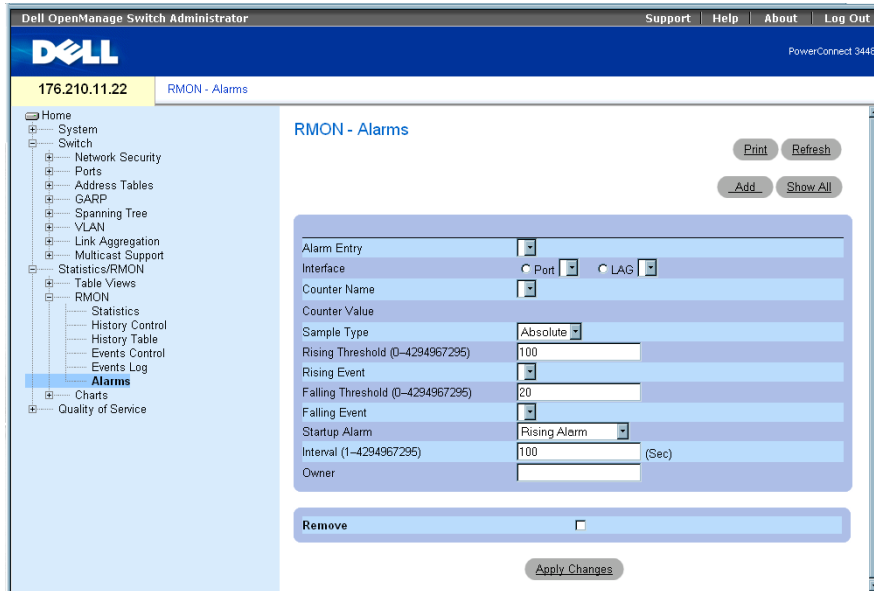 Dell OpenManage Switch Administrator
Support Help About Log Out
DELL
PowerConnect 3448
176.210.11.22
RMON - Alarms
Home
System
Switch
Network Security
Ports
Address Tables
GARP
Spanning Tree
VLAN
Link Aggregation
Multicast Support
Statistics/RMON
Table Views
RMON
Statistics
History Control
History Table
Events Control
Events Log
Alarms
Charts
Quality of Service
RMON - Alarms
Print Refresh
Add Show All
Alarm Entry
Interface Port LAG
Counter Name
Counter Value
Sample Type Absolute
Rising Threshold (0–4294967295) 100
Rising Event
Falling Threshold (0–4294967295) 20
Falling Event
Startup Alarm Rising Alarm
Interval (1–4294967295) 100 (Sec)
Owner
Remove
Apply Changes